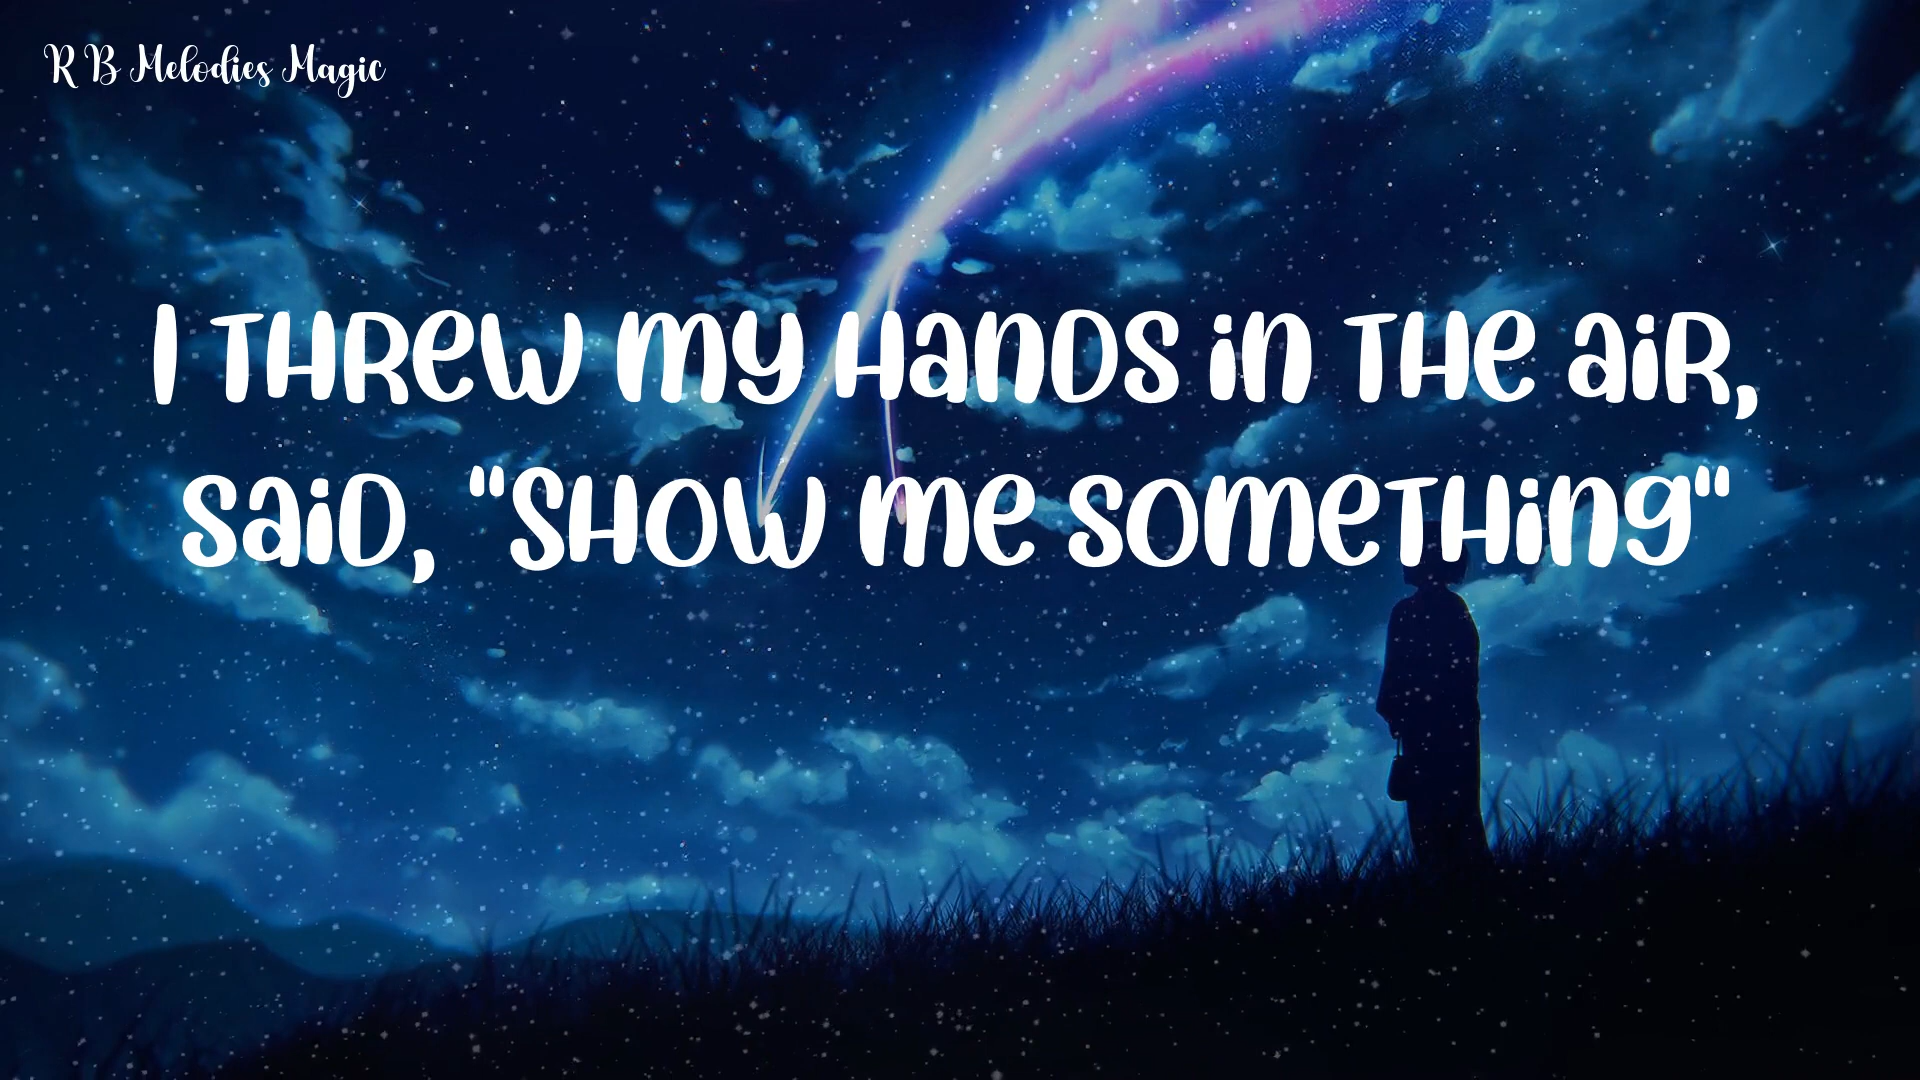 R B Melodies Magic
I THREW MY HANDS IN THE AIR,
SAID, "SHOW ME SOMETHING"